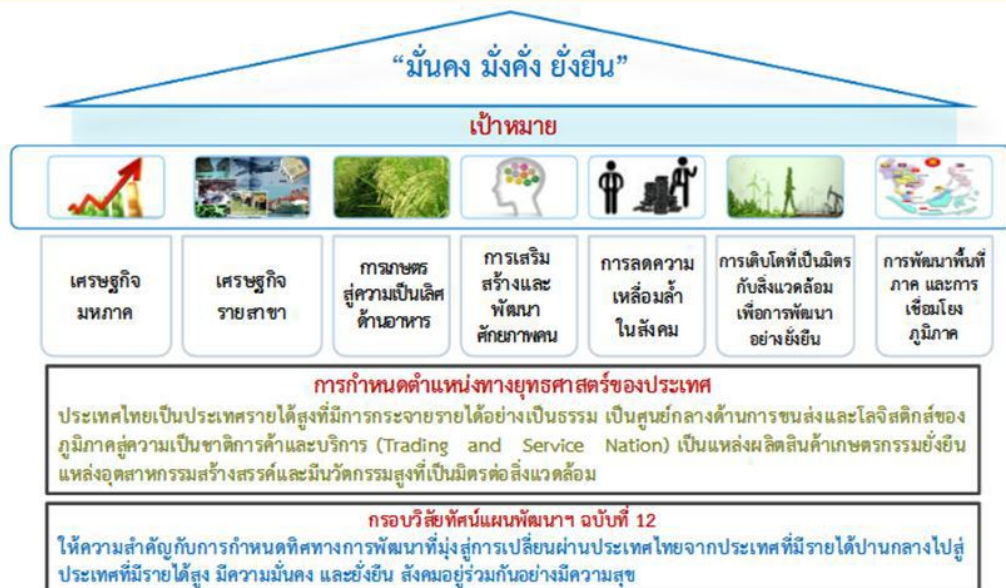 “มั่นคง มั่งคั่ง ยั่งยืน”
เป้าหมาย
เศรษฐกิจ
มหภาค
เศรษฐกิจ
รายสาขา
การเกษตร
สู่ความเป็นเลิศ
ด้านอาหาร
การเสริม
สร้างและ
พัฒนา
ศักยภาพคน
การลดความ
เหลื่อมล้ำ
ในสังคม
การเติบโตที่เป็นมิตร
กับสิ่งแวดล้อม
เพื่อการพัฒนา
อย่างยั่งยืน
การพัฒนาพื้นที่
ภาค และการ
เชื่อมโยง
ภูมิภาค
การกำหนดตำแหน่งทางยุทธศาสตร์ของประเทศ
ประเทศไทยเป็นประเทศรายได้สูงที่มีการกระจายรายได้อย่างเป็นธรรม เป็นศูนย์กลางด้านการขนส่งและโลจิสติกส์ของ
ภูมิภาคสู่ความเป็นชาติการค้าและบริการ (Trading and Service Nation) เป็นแหล่งผลิตสินค้าเกษตรกรรมยั่งยืน
แหล่งอุตสาหกรรมสร้างสรรค์และมีนวัตกรรมสูงที่เป็นมิตรต่อสิ่งแวดล้อม
กรอบวิสัยทัศน์แผนพัฒนาฯ ฉบับที่ 12
ให้ความสำคัญกับการกำหนดทิศทางการพัฒนาที่มุ่งสู่การเปลี่ยนผ่านประเทศไทยจากประเทศที่มีรายได้ปานกลางไปสู่
ประเทศที่มีรายได้สูง มีความมั่นคง และยั่งยืน สังคมอยู่ร่วมกันอย่างมีความสุข